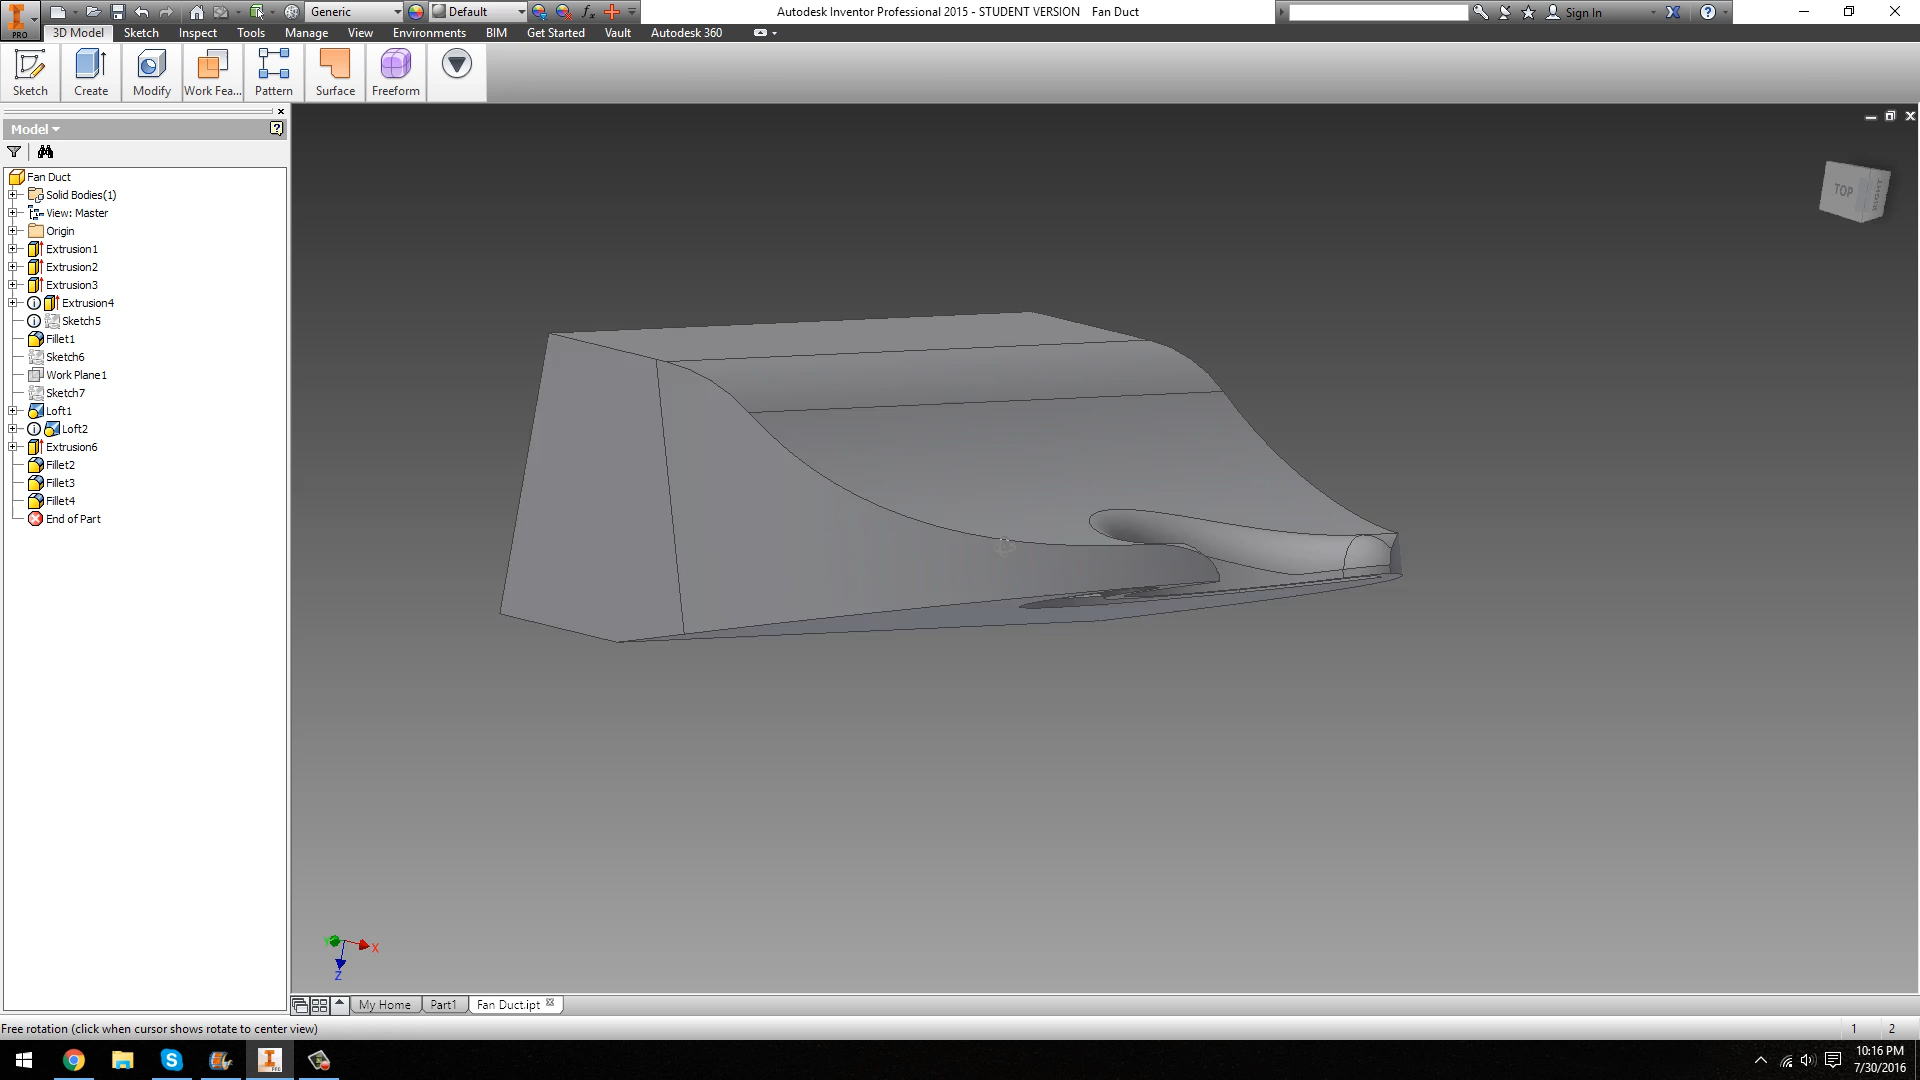 PRO
Generic
Default
Autodesk Inventor Professional 2015 - STUDENT VERSION Fan Duct
Sign In
3D Model Sketch Inspect Tools Manage View Environments BIM Get Started Vault Autodesk 360
Sketch Create Modify Work Fea... Pattern Surface Freeform
Model
Fan Duct
Solid Bodies(1)
View: Master
Origin
Extrusion1
Extrusion2
Extrusion3
Extrusion4
Sketch5
Fillet1
Sketch6
Work Plane1
Sketch7
Loft1
Loft2
Extrusion6
Fillet2
Fillet3
Fillet4
End of Part
TOP
RIGHT
X
Z
My Home Part1 Fan Duct.ipt
Free rotation (click when cursor shows rotate to center view)
1 2
10:16 PM
7/30/2016